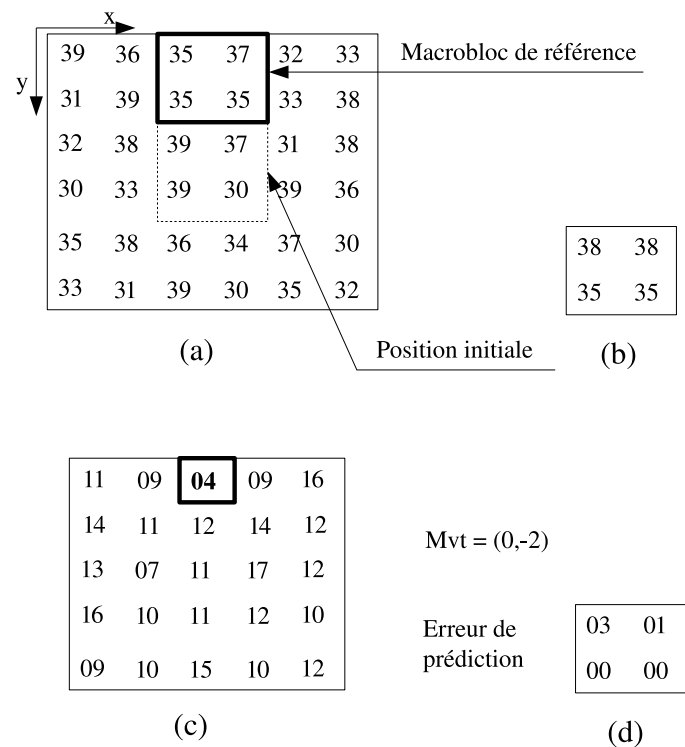 x
y
39 36 35 37 32 33
31 39 35 35 33 38
32 38 39 37 31 38
30 33 39 30 39 36
35 38 36 34 37 30
33 31 39 30 35 32
Macrobloc de référence
38 38
35 35
(a)
Position initiale
(b)
11 09 04 09 16
14 11 12 14 12
13 07 11 17 12
16 10 11 12 10
09 10 15 10 12
Mvt = (0,-2)
Erreur de
prédiction
03 01
00 00
(c)
(d)